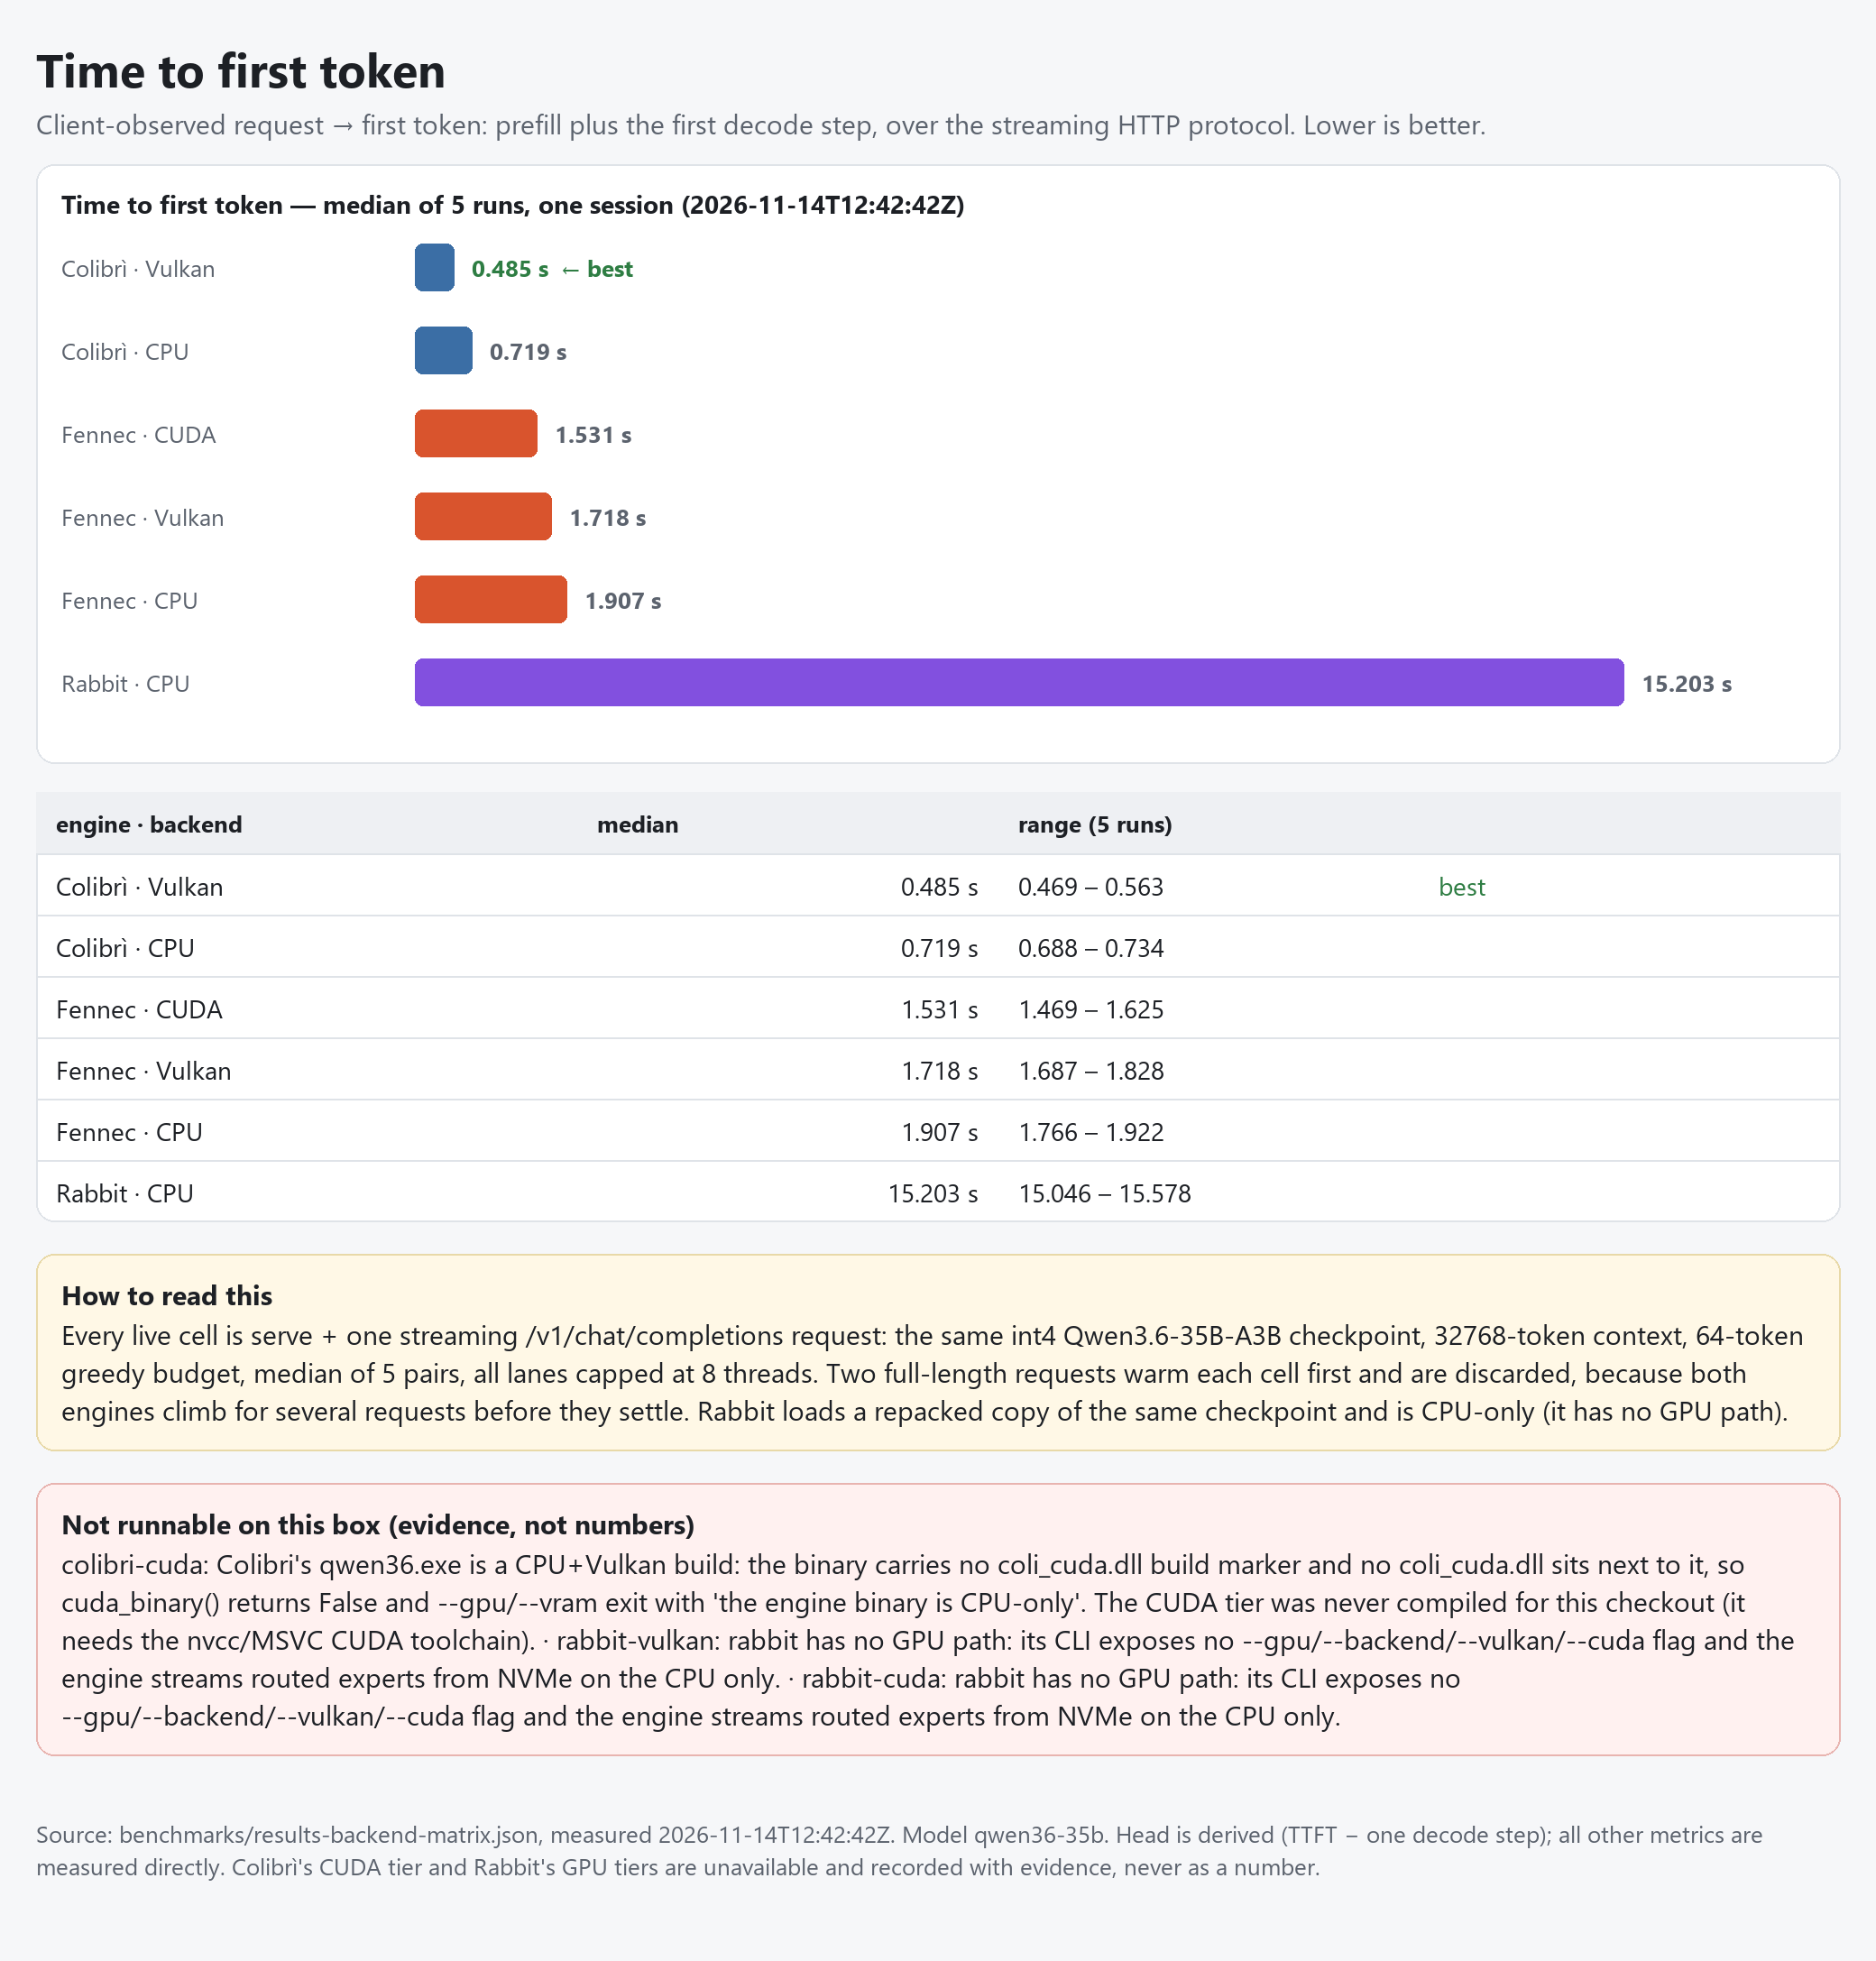 Time to first token
Client-observed request → first token: prefill plus the first decode step, over the streaming HTTP protocol. Lower is better.
Time to first token — median of 5 runs, one session (2026-11-14T12:42:42Z)
Colibrì · Vulkan 0.485 s ← best
Colibrì · CPU 0.719 s
Fennec · CUDA 1.531 s
Fennec · Vulkan 1.718 s
Fennec · CPU 1.907 s
Rabbit · CPU 15.203 s
engine · backend median range (5 runs)
Colibrì · Vulkan 0.485 s 0.469 – 0.563 best
Colibrì · CPU 0.719 s 0.688 – 0.734
Fennec · CUDA 1.531 s 1.469 – 1.625
Fennec · Vulkan 1.718 s 1.687 – 1.828
Fennec · CPU 1.907 s 1.766 – 1.922
Rabbit · CPU 15.203 s 15.046 – 15.578
How to read this
Every live cell is serve + one streaming /v1/chat/completions request: the same int4 Qwen3.6-35B-A3B checkpoint, 32768-token context, 64-token
greedy budget, median of 5 pairs, all lanes capped at 8 threads. Two full-length requests warm each cell first and are discarded, because both
engines climb for several requests before they settle. Rabbit loads a repacked copy of the same checkpoint and is CPU-only (it has no GPU path).
Not runnable on this box (evidence, not numbers)
colibri-cuda: Colibri's qwen36.exe is a CPU+Vulkan build: the binary carries no coli_cuda.dll build marker and no coli_cuda.dll sits next to it, so
cuda_binary() returns False and --gpu/--vram exit with 'the engine binary is CPU-only'. The CUDA tier was never compiled for this checkout (it
needs the nvcc/MSVC CUDA toolchain). · rabbit-vulkan: rabbit has no GPU path: its CLI exposes no --gpu/--backend/--vulkan/--cuda flag and the
engine streams routed experts from NVMe on the CPU only. · rabbit-cuda: rabbit has no GPU path: its CLI exposes no
--gpu/--backend/--vulkan/--cuda flag and the engine streams routed experts from NVMe on the CPU only.
Source: benchmarks/results-backend-matrix.json, measured 2026-11-14T12:42:42Z. Model qwen36-35b. Head is derived (TTFT − one decode step); all other metrics are
measured directly. Colibrì's CUDA tier and Rabbit's GPU tiers are unavailable and recorded with evidence, never as a number.